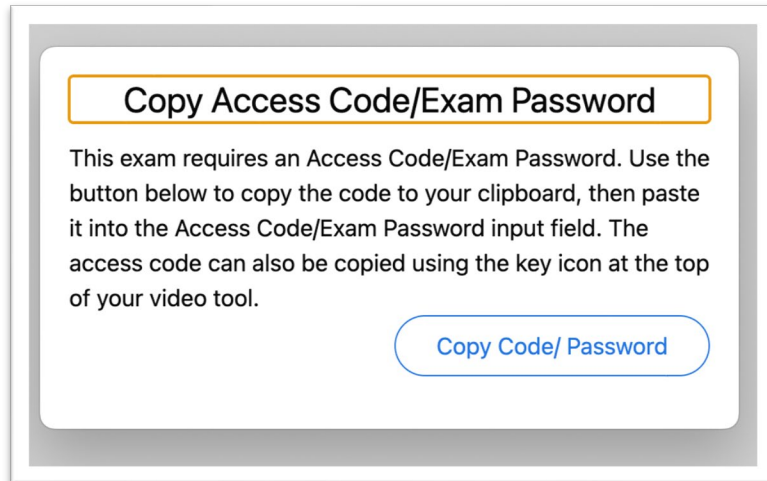 Copy Access Code/Exam Password
This exam requires an Access Code/Exam Password. Use the
button below to copy the code to your clipboard, then paste
it into the Access Code/Exam Password input field. The
access code can also be copied using the key icon at the top
of your video tool.
Copy Code/ Password